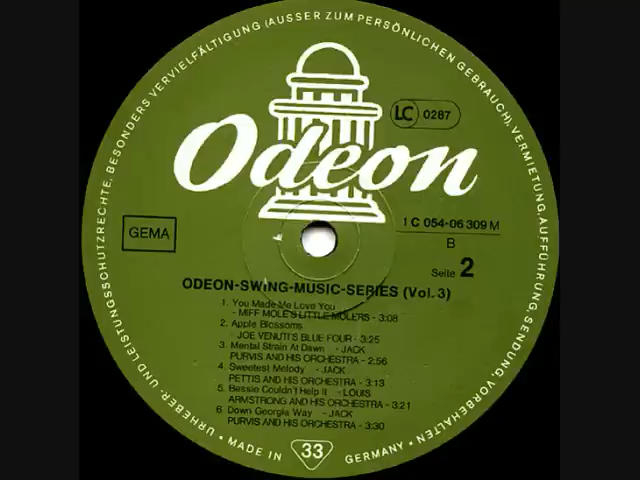 URHEBER- UND LEISTUNGSSCHUTZRECHTE, BESONDERS VERVIELFÄLTIGUNG (AUSSER ZUM PERSÖNLICHEN GEBRAUCH), VERMIETUNG, AUFFÜHRUNG, SENDUNG, VORBEHALTEN
Odeon
LC 0287
GEMA
1 C 054-06 309 M
B
Seite 2
ODEON-SWING-MUSIC-SERIES (Vol. 3)
1. You Made Me Love You
- MIFF MOLE'S LITTLE MOLERS - 3:08
2. Apple Blossoms
- JOE VENUTI'S BLUE FOUR - 3:25
3. Mental Strain At Dawn - JACK
PURVIS AND HIS ORCHESTRA - 2:56
4. Sweetest Melody - JACK
PETTIS AND HIS ORCHESTRA - 3:13
5. Bessie Couldn't Help It - LOUIS
ARMSTRONG AND HIS ORCHESTRA - 3:21
6. Down Georgia Way - JACK
PURVIS AND HIS ORCHESTRA - 3:30
• MADE IN 33 GERMANY •